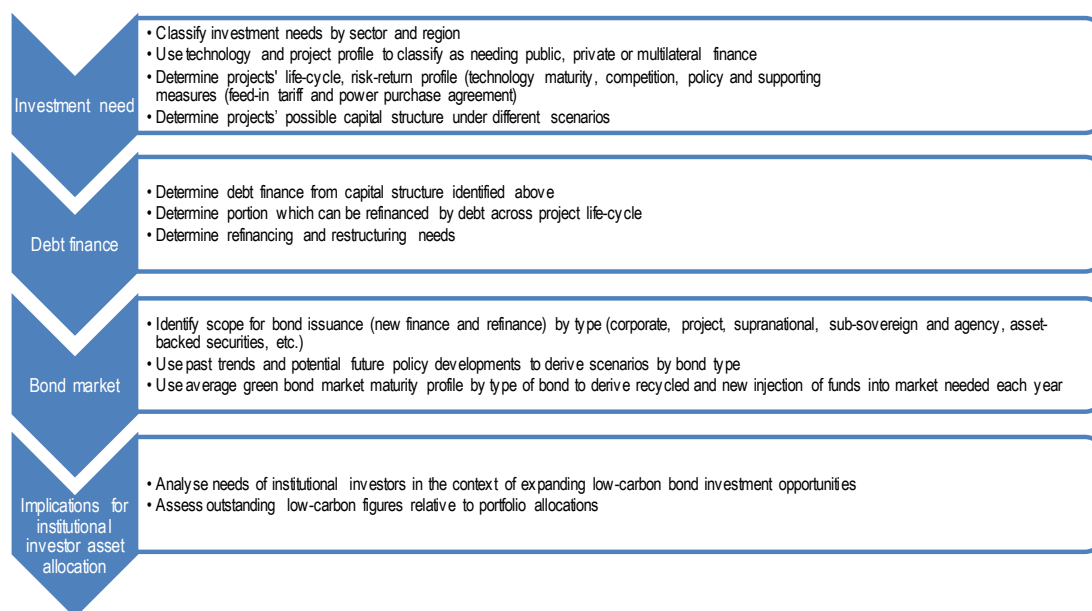 Investment need
• Classify investment needs by sector and region
• Use technology and project profile to classify as needing public, private or multilateral finance
• Determine projects' life-cycle, risk-return profile (technology maturity, competition, policy and supporting
measures (feed-in tariff and power purchase agreement)
• Determine projects' possible capital structure under different scenarios
Debt finance
• Determine debt finance from capital structure identified above
• Determine portion which can be refinanced by debt across project life-cycle
• Determine refinancing and restructuring needs
Bond market
• Identify scope for bond issuance (new finance and refinance) by type (corporate, project, supranational, sub-sovereign and agency, asset-
backed securities, etc.)
• Use past trends and potential future policy developments to derive scenarios by bond type
• Use average green bond market maturity profile by type of bond to derive recycled and new injection of funds into market needed each year
Implications for
institutional
investor asset
allocation
• Analyse needs of institutional investors in the context of expanding low-carbon bond investment opportunities
• Assess outstanding low-carbon figures relative to portfolio allocations